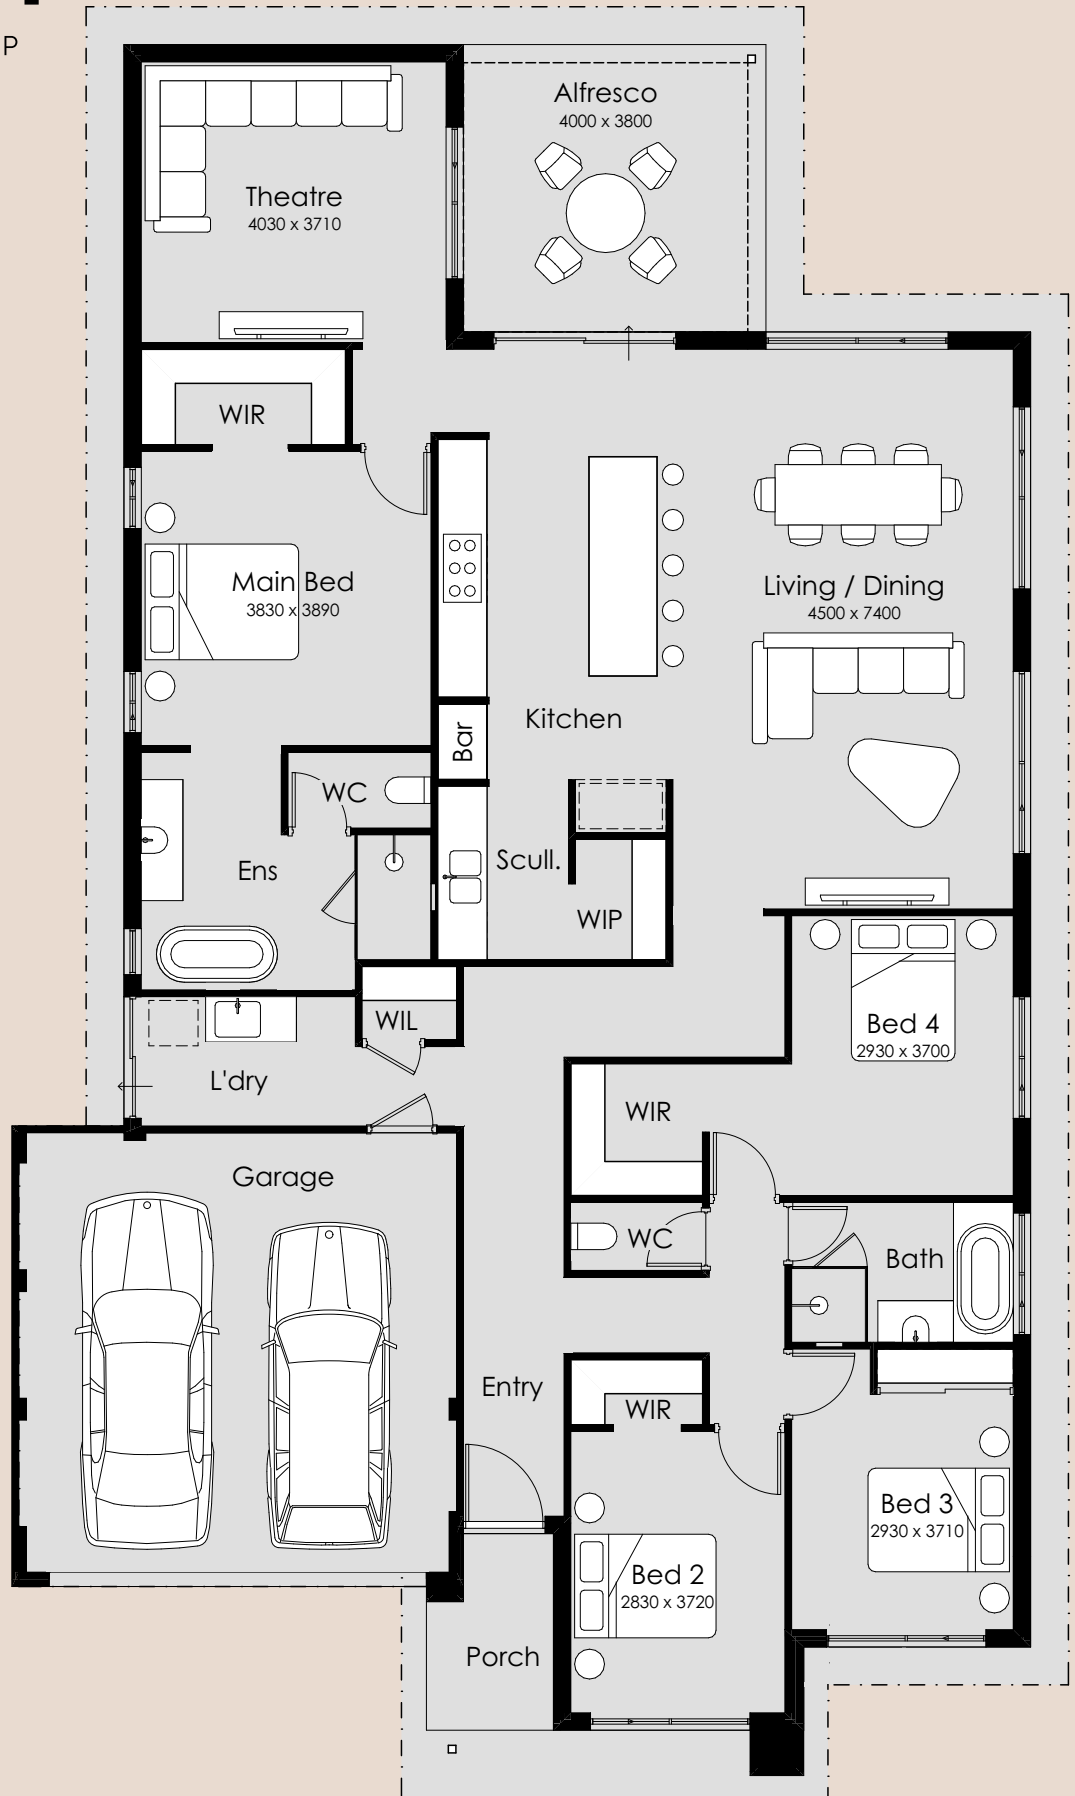 P
Alfresco
4000 x 3800
Theatre
4030 x 3710
WIR
Main Bed
3830 x 3890
Living / Dining
4500 x 7400
Kitchen
Bar
WC
Scull.
Ens
WIP
WIL
Bed 4
2930 x 3700
L'dry
WIR
Garage
WC
Bath
Entry
WIR
Bed 3
2930 x 3710
Bed 2
2830 x 3720
Porch